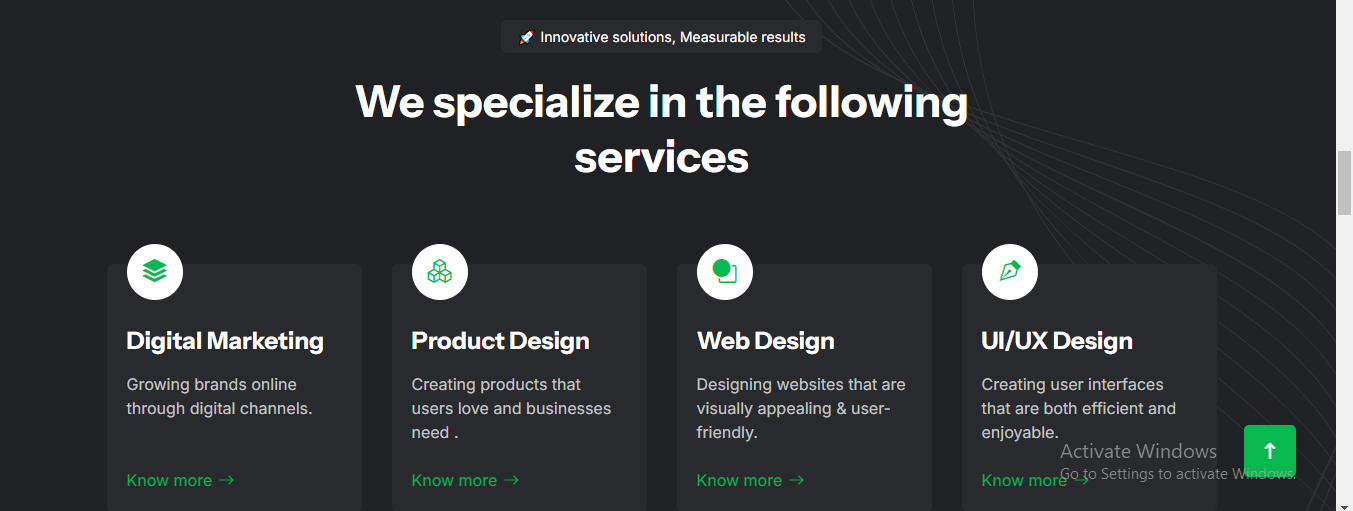 🚀 Innovative solutions, Measurable results
We specialize in the following
services
Digital Marketing
Growing brands online
through digital channels.
Know more →
Product Design
Creating products that
users love and businesses
need .
Know more →
Web Design
Designing websites that are
visually appealing & user-
friendly.
Know more →
UI/UX Design
Creating user interfaces
that are both efficient and
enjoyable.
Know more →
Activate Windows
Go to Settings to activate Windows.